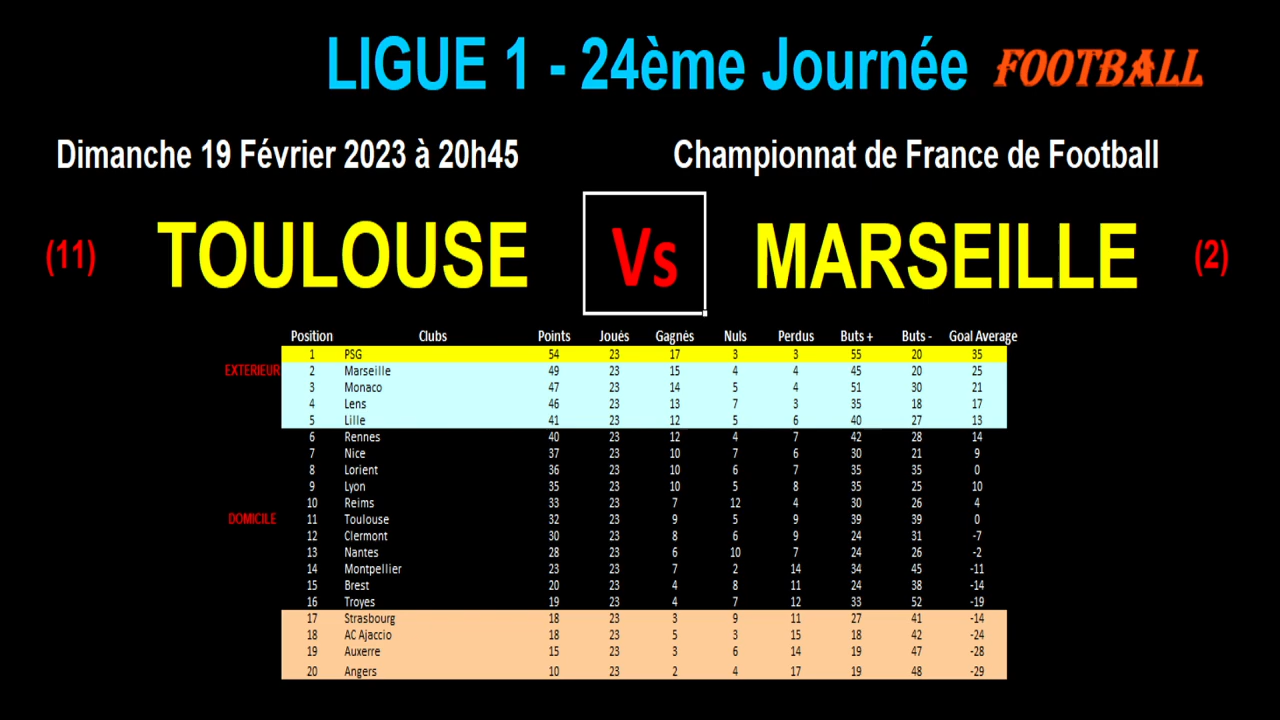 LIGUE 1 - 24ème Journée FOOTBALL
Dimanche 19 Février 2023 à 20h45 Championnat de France de Football
(11) TOULOUSE Vs MARSEILLE (2)
Position Clubs Points Joués Gagnés Nuls Perdus Buts + Buts - Goal Average
1 PSG 54 23 17 3 3 55 20 35
EXTERIEUR 2 Marseille 49 23 15 4 4 45 20 25
3 Monaco 47 23 14 5 4 51 30 21
4 Lens 46 23 13 7 3 35 18 17
5 Lille 41 23 12 5 6 40 27 13
6 Rennes 40 23 12 4 7 42 28 14
7 Nice 37 23 10 7 6 30 21 9
8 Lorient 36 23 10 6 7 35 35 0
9 Lyon 35 23 10 5 8 35 25 10
10 Reims 33 23 7 12 4 30 26 4
DOMICILE 11 Toulouse 32 23 9 5 9 39 39 0
12 Clermont 30 23 8 6 9 24 31 -7
13 Nantes 28 23 6 10 7 24 26 -2
14 Montpellier 23 23 7 2 14 34 45 -11
15 Brest 20 23 4 8 11 24 38 -14
16 Troyes 19 23 4 7 12 33 52 -19
17 Strasbourg 18 23 3 9 11 27 41 -14
18 AC Ajaccio 18 23 5 3 15 18 42 -24
19 Auxerre 15 23 3 6 14 19 47 -28
20 Angers 10 23 2 4 17 19 48 -29